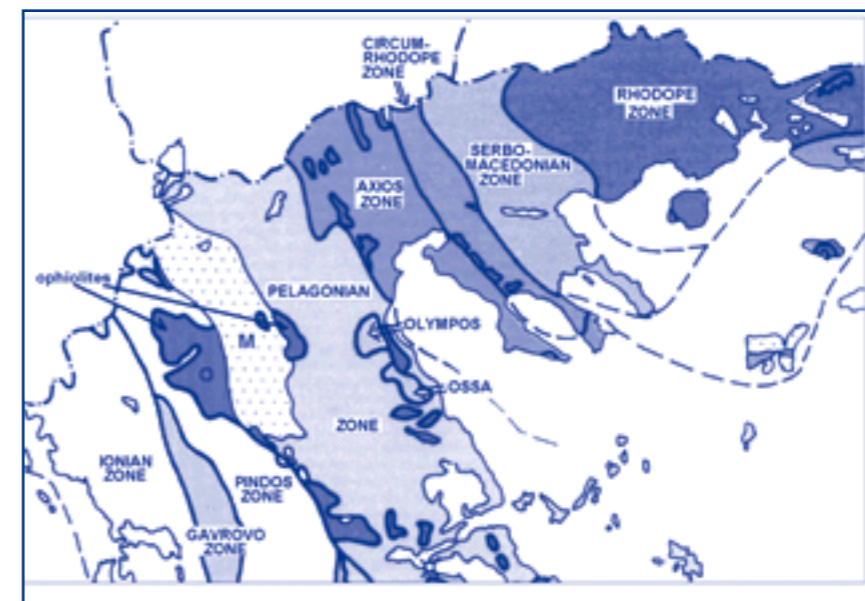 CIRCUM-
RHODOPE
ZONE
RHODOPE
ZONE
SERBO-
MACEDONIAN
ZONE
AXIOS
ZONE
ophiolites
PELAGONIAN
OLYMPOS
M
OSSA
ZONE
IONIAN
ZONE
PINDOS
ZONE
GAVROVO
ZONE